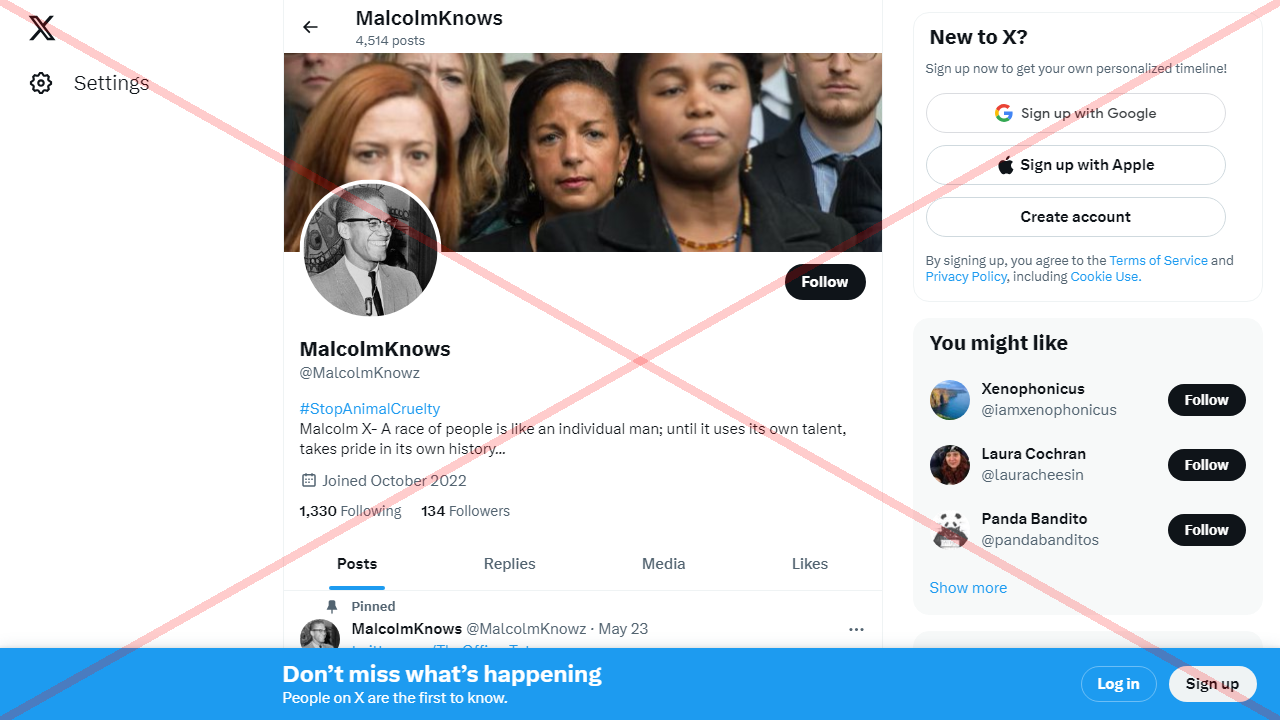 MalcolmKnows
4,514 posts
Settings
Follow
MalcolmKnows
@MalcolmKnowz
#StopAnimalCruelty
Malcolm X- A race of people is like an individual man; until it uses its own talent,
takes pride in its own history...
Joined October 2022
1,330 Following 134 Followers
Posts Replies Media Likes
Pinned
MalcolmKnows @MalcolmKnowz · May 23
New to X?
Sign up now to get your own personalized timeline!
Sign up with Google
Sign up with Apple
Create account
By signing up, you agree to the Terms of Service and
Privacy Policy, including Cookie Use.
You might like
Xenophonicus
@iamxenophonicus
Follow
Laura Cochran
@lauracheesin
Follow
Panda Bandito
@pandabanditos
Follow
Show more
Don’t miss what’s happening
People on X are the first to know.
Log in
Sign up